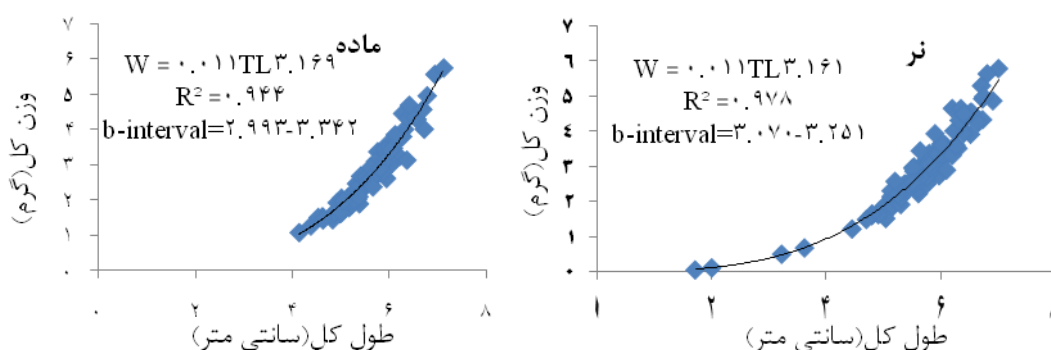 ماده
W = ۰.۰۱۱TL۳.۱۶۹
R² =۰.۹۴۴
b-interval=۲.۹۹۳-۳.۳۴۲
وزن کل(گرم)
۷
۶
۵
۴
۳
۲
۱
۰
۰ ۲ ۴ ۶ ۸
طول کل(سانتی متر)
نر
W = ۰.۰۱۱TL۳.۱۶۱
R² = ۰.۹۷۸
b-interval=۳.۰۷۰-۳.۲۵۱
وزن کل(گرم)
۷
۶
۵
۴
۳
۲
۱
۰
۱ ۲ ۴ ۶
طول کل(سانتی متر)